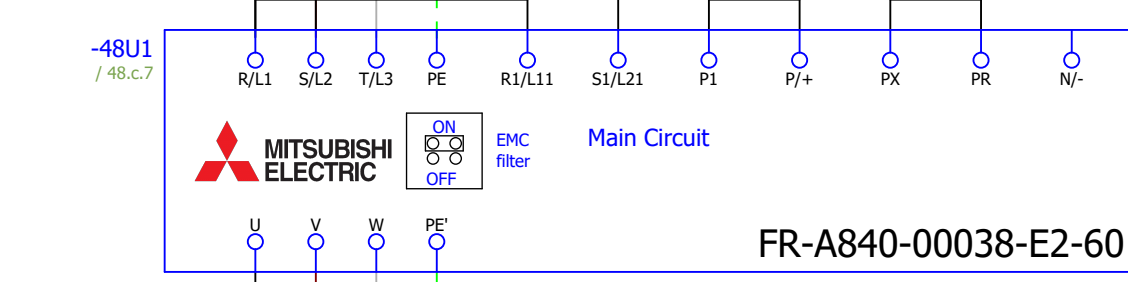 -48U1
/ 48.c.7
R/L1 S/L2 T/L3 PE R1/L11 S1/L21 P1 P/+ PX PR N/-
MITSUBISHI
ELECTRIC
ON
OFF
EMC
filter
Main Circuit
U V W PE'
FR-A840-00038-E2-60